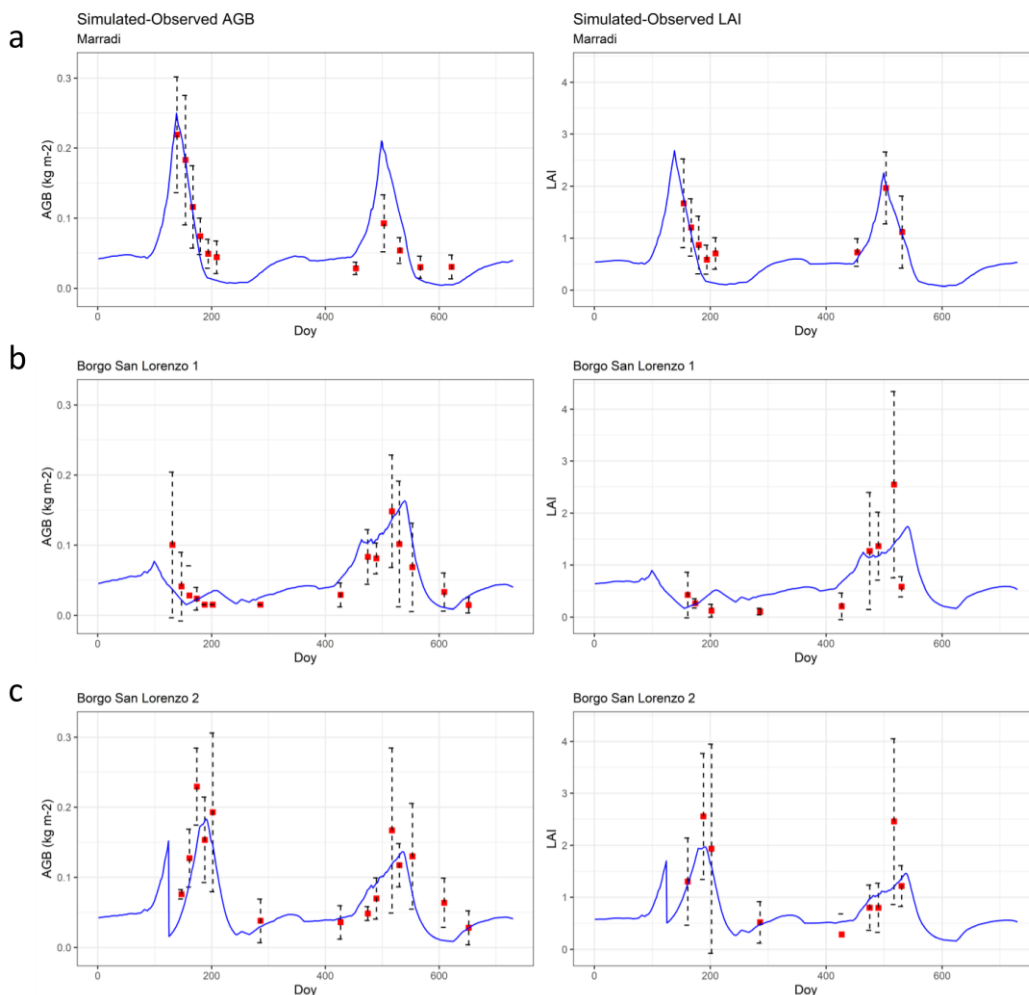 Simulated-Observed AGB
Simulated-Observed LAI
a
Marradi
Marradi
0.3
0.2
0.1
0.0
AGB (kg m-2)
0
200
400
600
Doy
4
3
2
1
0
LAI
0
200
400
600
Doy
b
Borgo San Lorenzo 1
Borgo San Lorenzo 1
0.3
0.2
0.1
0.0
AGB (kg m-2)
0
200
400
600
Doy
4
3
2
1
0
LAI
0
200
400
600
Doy
c
Borgo San Lorenzo 2
Borgo San Lorenzo 2
0.3
0.2
0.1
0.0
AGB (kg m-2)
0
200
400
600
Doy
4
3
2
1
0
LAI
0
200
400
600
Doy